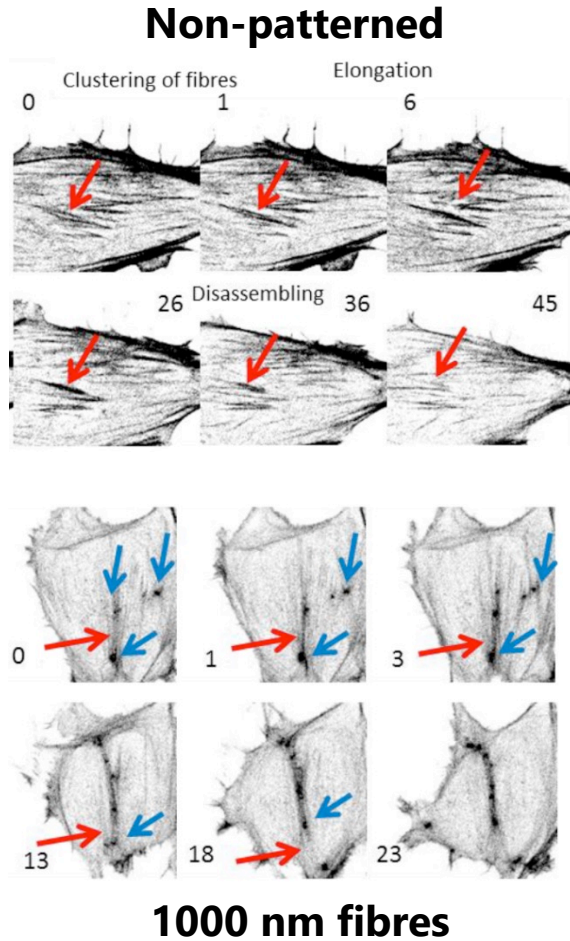 Non-patterned
Clustering of fibres
Elongation
0
1
6
26
Disassembling
36
45
0
1
3
13
18
23
1000 nm fibres